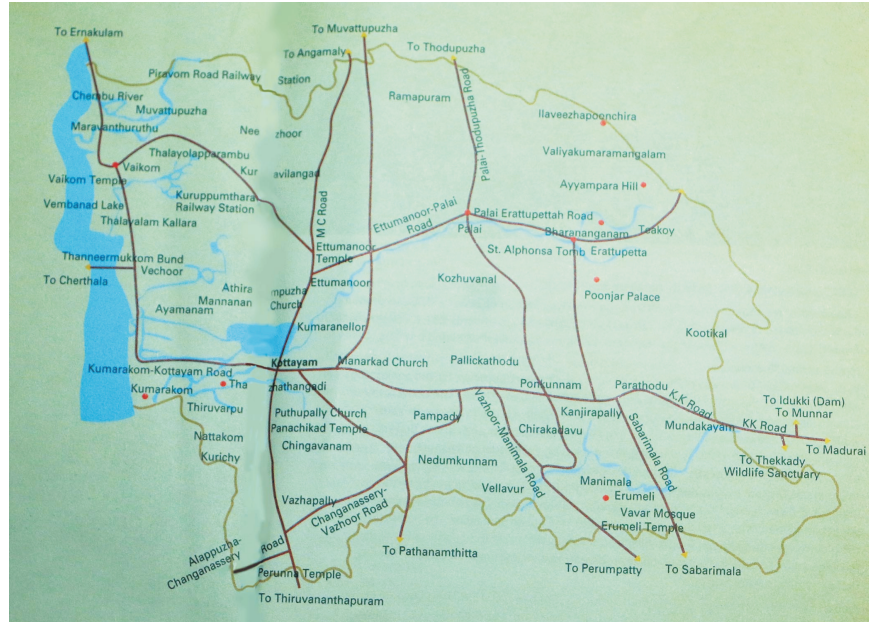 To Ernakulam
To Muvattupuzha
To Angamaly
To Thodupuzha
Piravom Road Railway
Station
Chembu River
Muvattupuzha
Ramapuram
Palai-Thodupuzha Road
Ilaveezhapoonchira
Maravanthuruthu
Nee
zhoor
Thalayolapparambu
Valiyakumaramangalam
Vaikom
Kur
avilangad
Vaikom Temple
Ayyampara Hill
Kuruppumthara
Railway Station
M C Road
Vembanad Lake
Thalayalam Kallara
Ettumanoor-Palai
Road
Palai Erattupettah Road
Palai
Bharananganam
Teakoy
Ettumanoor
Temple
St. Alphonsa Tomb
Erattupetta
Thanneermukkom Bund
Vechoor
To Cherthala
Ettumanoor
Kozhuvanal
Athira
mpuzha
Mannanan
Church
Poonjar Palace
Ayamanam
Kumaranellor
Kootikal
Kottayam
Manarkad Church
Pallickathodu
Kumarakom-Kottayam Road
Kumarakom
Tha
zhathangadi
Ponkunnam
Parathodu
K.K Road
To Idukki (Dam)
To Munnar
Thiruvarpu
Puthupally Church
Pampady
Vazhoor-Manimala Road
Kanjirapally
Sabarimala Road
Mundakayam
KK Road
Panachikad Temple
Chirakadavu
Nattakom
Chingavanam
To Madurai
Kurichy
Nedumkunnam
To Thekkady
Wildlife Sanctuary
Manimala
Vellavur
Erumeli
Vazhapally
Changanassery-
Vazhoor Road
Vavar Mosque
Erumeli Temple
Alappuzha-
Changanassery
Road
To Pathanamthitta
Perunna Temple
To Perumpatty
To Sabarimala
To Thiruvananthapuram